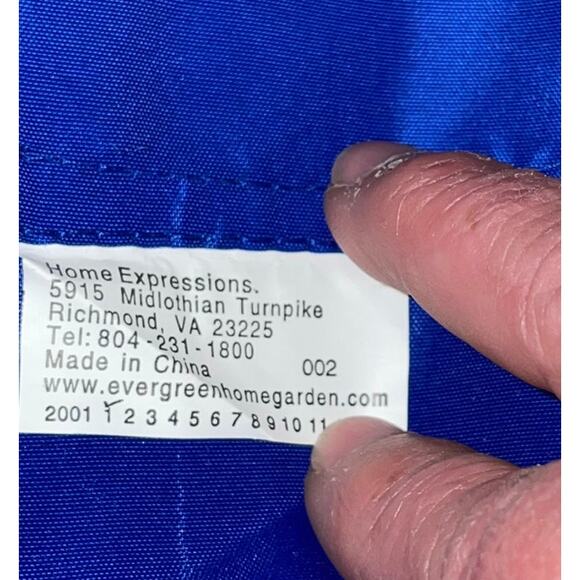 Home Expressions.
5915 Midlothian Turnpike
Richmond, VA 23225
Tel: 804-231-1800
Made in China 002
www.evergreenhomegarden.com
2001 1 2 3 4 5 6 7 8 9 10 11